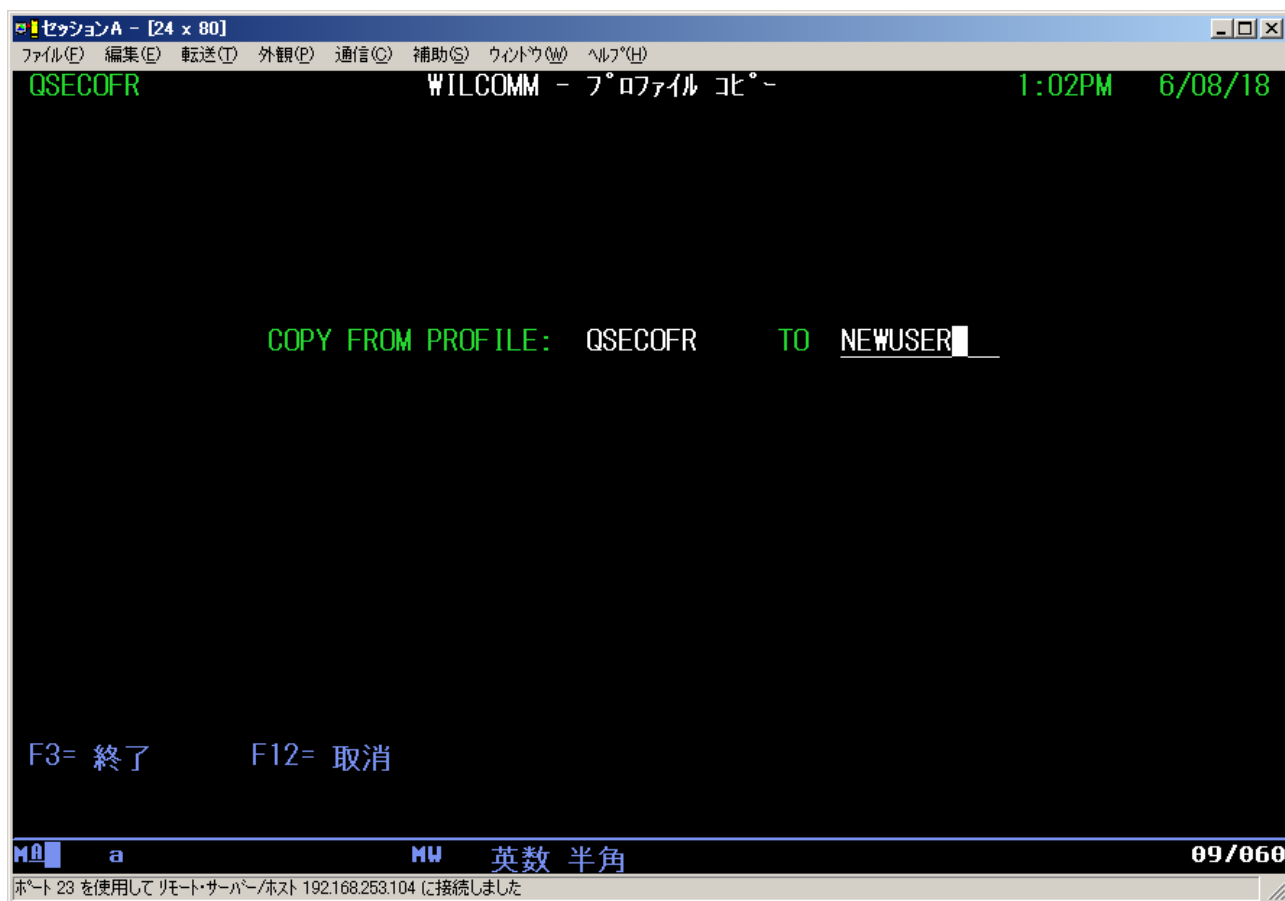 セッションA - [24 x 80]
ファイル(F) 編集(E) 転送(T) 外観(P) 通信(C) 補助(S) ウィンドウ(W) ヘルプ(H)
QSECOFR WILCOMM - プロファイル コピー 1:02PM 6/08/18
COPY FROM PROFILE: QSECOFR TO NEWUSER
F3= 終了 F12= 取消
MA a MW 英数 半角 09/060
ポート 23 を使用して リモート・サーバー/ホスト 192.168.253.104 に接続しました